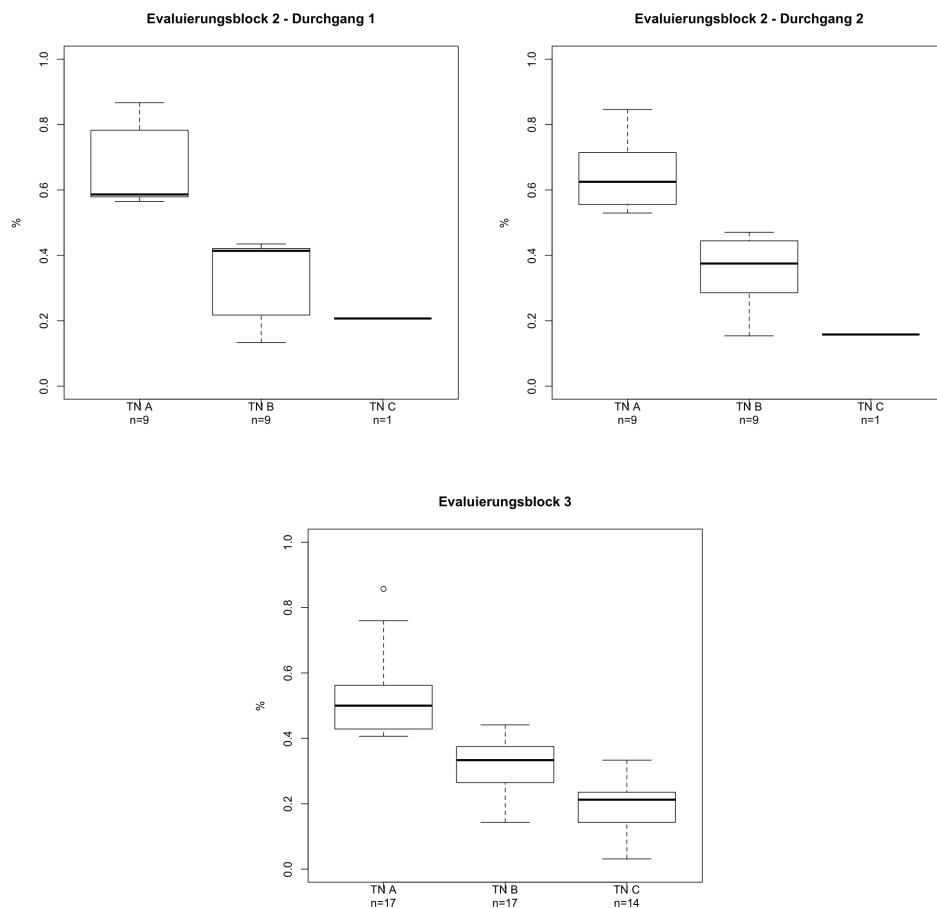 Evaluierungsblock 2 - Durchgang 1
%
1.0
0.8
0.6
0.4
0.2
0.0
TN A
n=9
TN B
n=9
TN C
n=1
Evaluierungsblock 2 - Durchgang 2
%
1.0
0.8
0.6
0.4
0.2
0.0
TN A
n=9
TN B
n=9
TN C
n=1
Evaluierungsblock 3
%
1.0
0.8
0.6
0.4
0.2
0.0
TN A
n=17
TN B
n=17
TN C
n=14